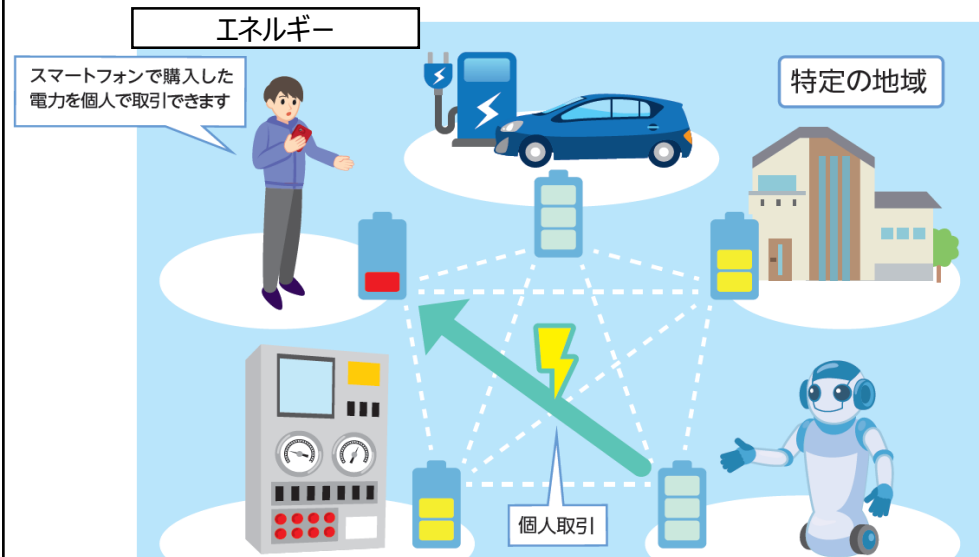 エネルギー
スマートフォンで購入した
電力を個人で取引できます
特定の地域
個人取引